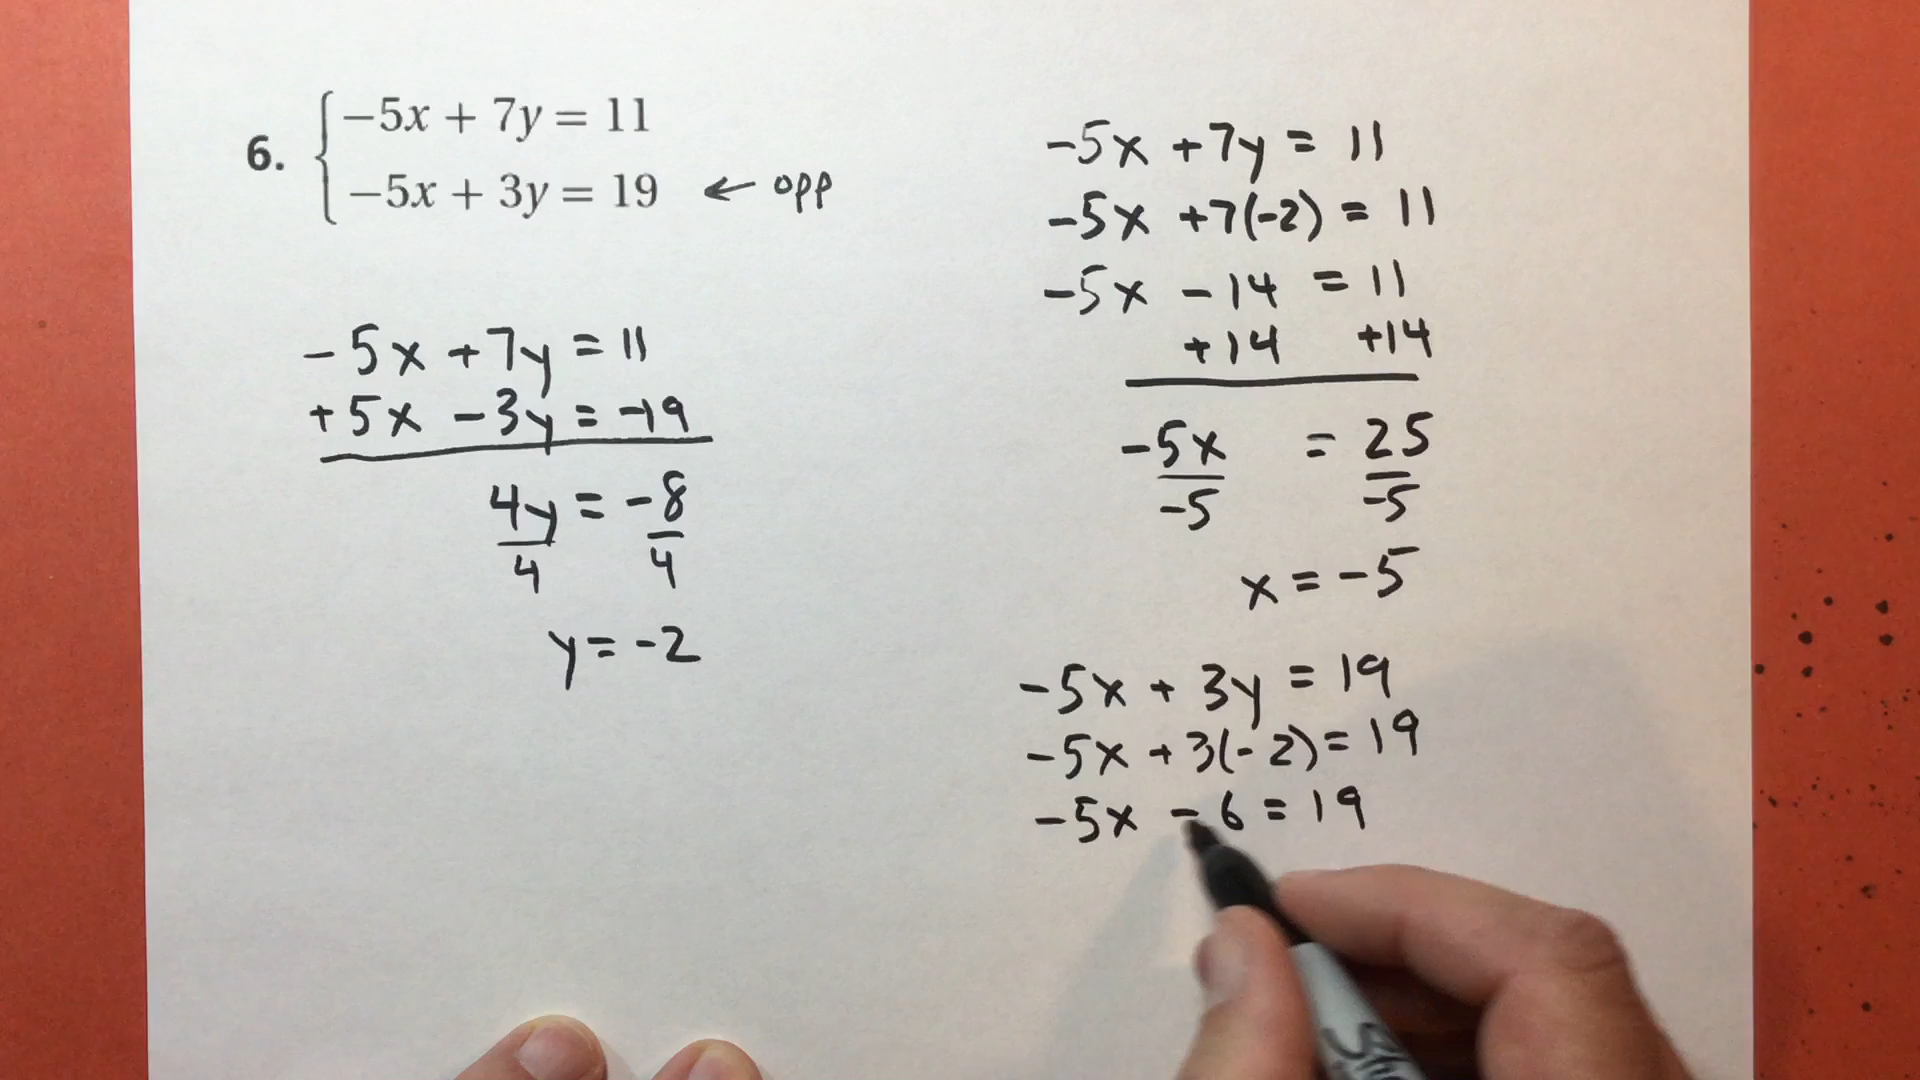 6. −5x + 7y = 11
−5x + 3y = 19 ← opp
-5x +7y = 11
+5x -3y = -19
4y = -8
4 4
y = -2
-5x +7y = 11
-5x +7(-2) = 11
-5x -14 = 11
+14 +14
-5x = 25
-5 -5
x = -5
-5x + 3y = 19
-5x + 3(-2) = 19
-5x -6 = 19